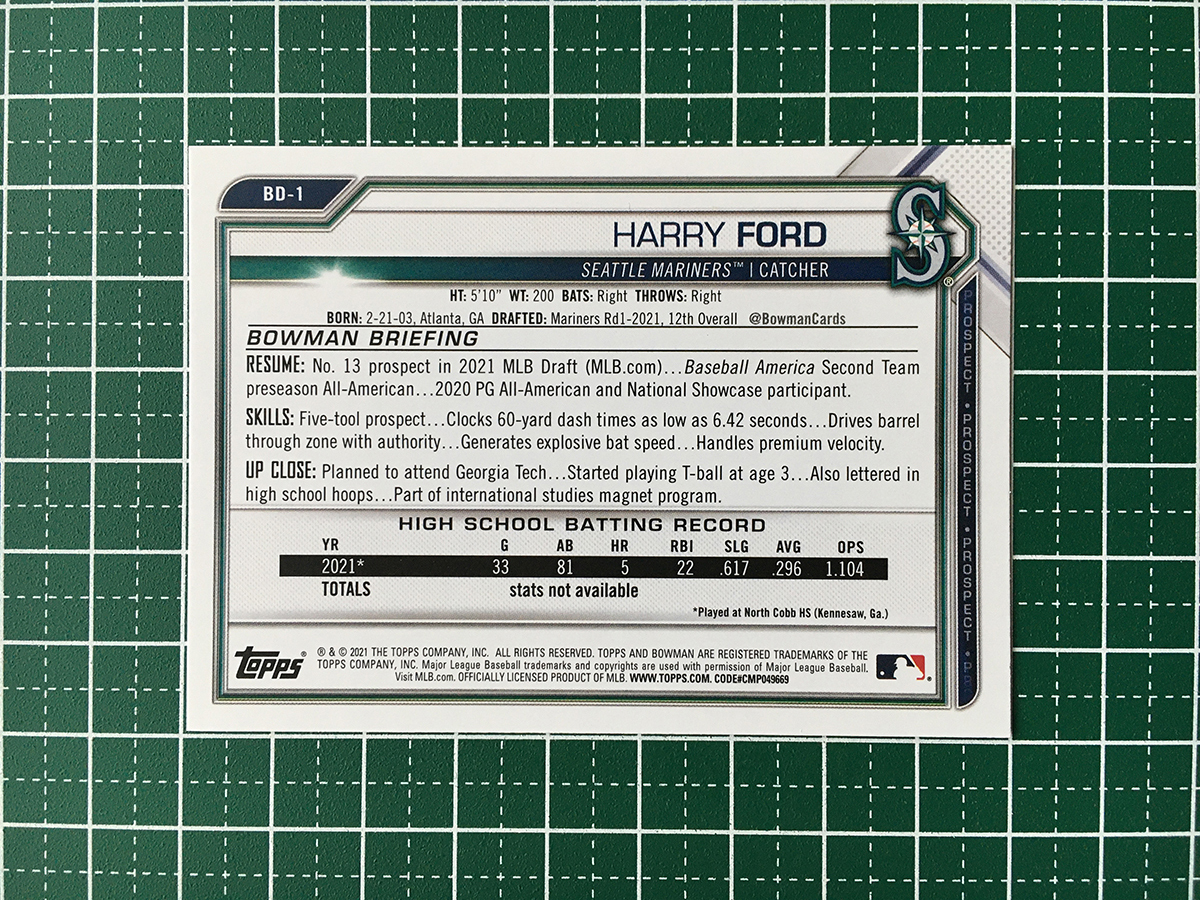 BD-1
HARRY FORD
SEATTLE MARINERS™ | CATCHER
HT: 5'10" WT: 200 BATS: Right THROWS: Right
BORN: 2-21-03, Atlanta, GA DRAFTED: Mariners Rd1-2021, 12th Overall @BowmanCards
BOWMAN BRIEFING
RESUME: No. 13 prospect in 2021 MLB Draft (MLB.com)...Baseball America Second Team
preseason All-American...2020 PG All-American and National Showcase participant.
SKILLS: Five-tool prospect...Clocks 60-yard dash times as low as 6.42 seconds...Drives barrel
through zone with authority...Generates explosive bat speed...Handles premium velocity.
UP CLOSE: Planned to attend Georgia Tech...Started playing T-ball at age 3...Also lettered in
high school hoops...Part of international studies magnet program.
HIGH SCHOOL BATTING RECORD
YR G AB HR RBI SLG AVG OPS
2021* 33 81 5 22 .617 .296 1.104
TOTALS stats not available
*Played at North Cobb HS (Kennesaw, Ga.)
topps®
® & © 2021 THE TOPPS COMPANY, INC. ALL RIGHTS RESERVED. TOPPS AND BOWMAN ARE REGISTERED TRADEMARKS OF THE
TOPPS COMPANY, INC. Major League Baseball trademarks and copyrights are used with permission of Major League Baseball.
Visit MLB.com. OFFICIALLY LICENSED PRODUCT OF MLB. WWW.TOPPS.COM. CODE#CMP049669
S®
PROSPECT • PROSPECT • PROSPECT • PROSPECT • PR